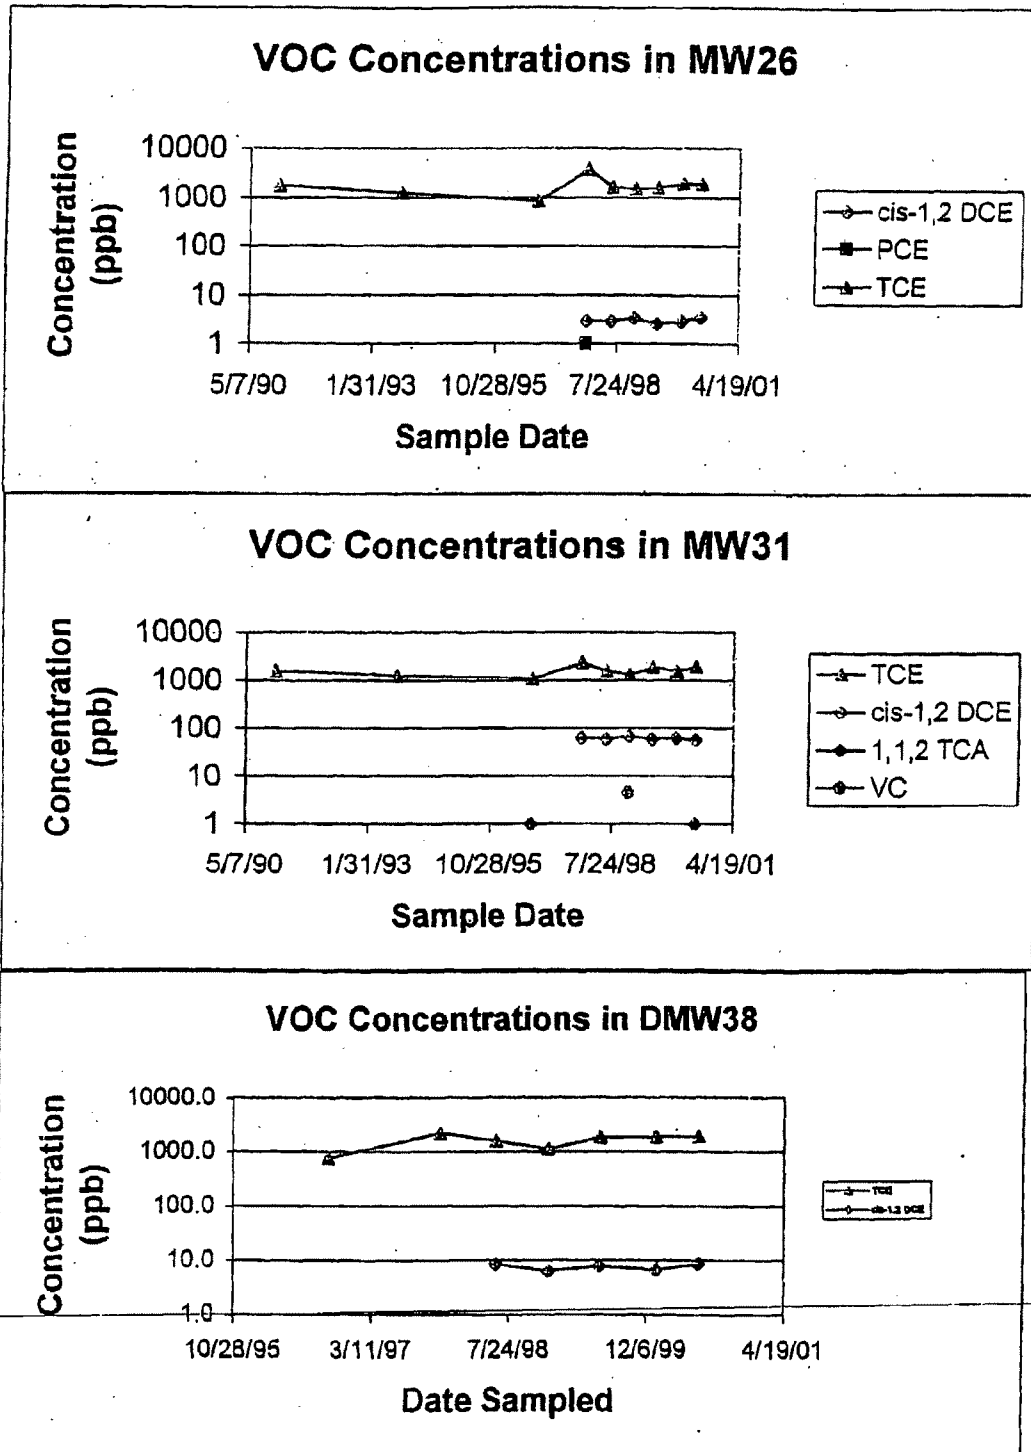 VOC Concentrations in MW26
Concentration
(ppb)
10000
1000
100
10
1
5/7/90 1/31/93 10/28/95 7/24/98 4/19/01
Sample Date
cis-1,2 DCE
PCE
TCE
VOC Concentrations in MW31
Concentration
(ppb)
10000
1000
100
10
1
5/7/90 1/31/93 10/28/95 7/24/98 4/19/01
Sample Date
TCE
cis-1,2 DCE
1,1,2 TCA
VC
VOC Concentrations in DMW38
Concentration
(ppb)
10000.0
1000.0
100.0
10.0
1.0
10/28/95 3/11/97 7/24/98 12/6/99 4/19/01
Date Sampled
TCE
cis-1,2 DCE